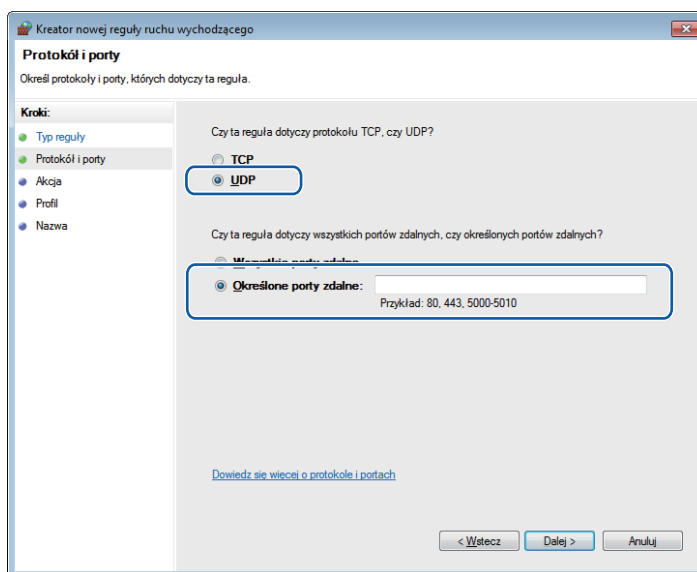 Kreator nowej reguły ruchu wychodzącego
Protokół i porty
Określ protokoły i porty, których dotyczy ta reguła.
Kroki:
Typ reguły
Protokół i porty
Akcja
Profil
Nazwa
Czy ta reguła dotyczy protokołu TCP, czy UDP?
TCP
UDP
Czy ta reguła dotyczy wszystkich portów zdalnych, czy określonych portów zdalnych?
Wszystkie porty zdalne
Określone porty zdalne:
Przykład: 80, 443, 5000-5010
Dowiedz się więcej o protokole i portach
< Wstecz
Dalej >
Anuluj